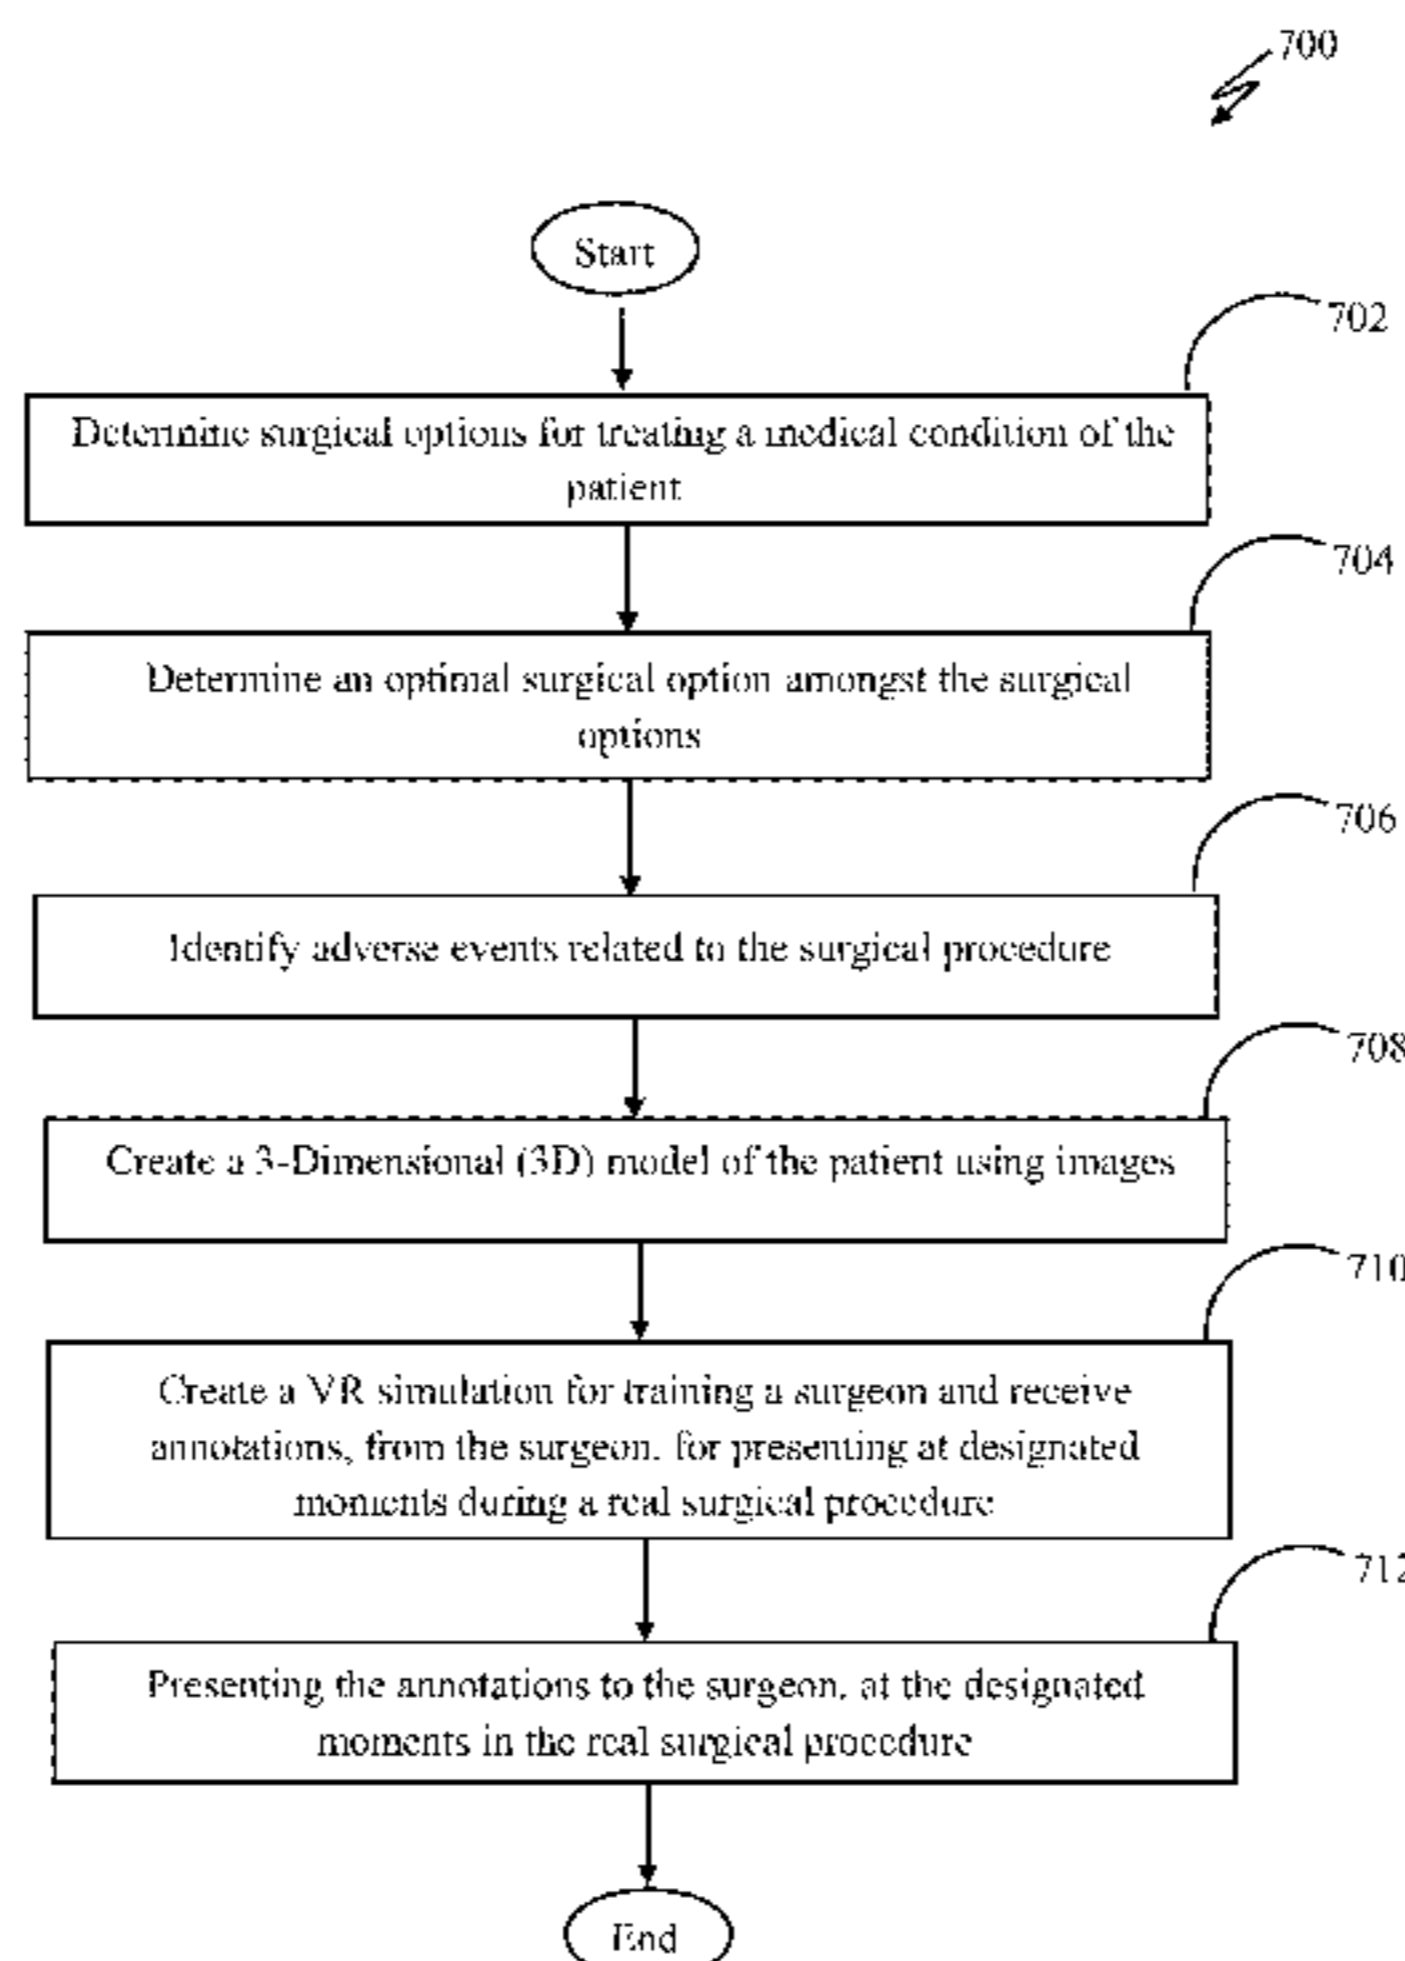 700
Start
702
Determine surgical options for treating a medical condition of the
patient
704
Determine an optimal surgical option amongst the surgical
options
706
Identify adverse events related to the surgical procedure
708
Create a 3-Dimensional (3D) model of the patient using images
710
Create a VR simulation for training a surgeon and receive
annotations, from the surgeon, for presenting at designated
moments during a real surgical procedure
712
Presenting the annotations to the surgeon, at the designated
moments in the real surgical procedure
End